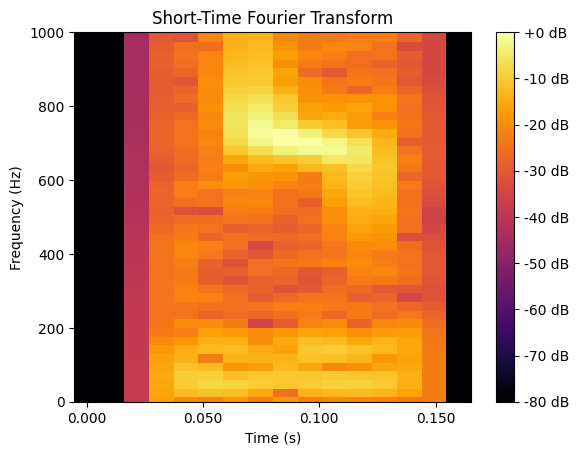 Short-Time Fourier Transform
1000
800
600
400
200
0
Frequency (Hz)
0.000
0.050
0.100
0.150
Time (s)
+0 dB
-10 dB
-20 dB
-30 dB
-40 dB
-50 dB
-60 dB
-70 dB
-80 dB